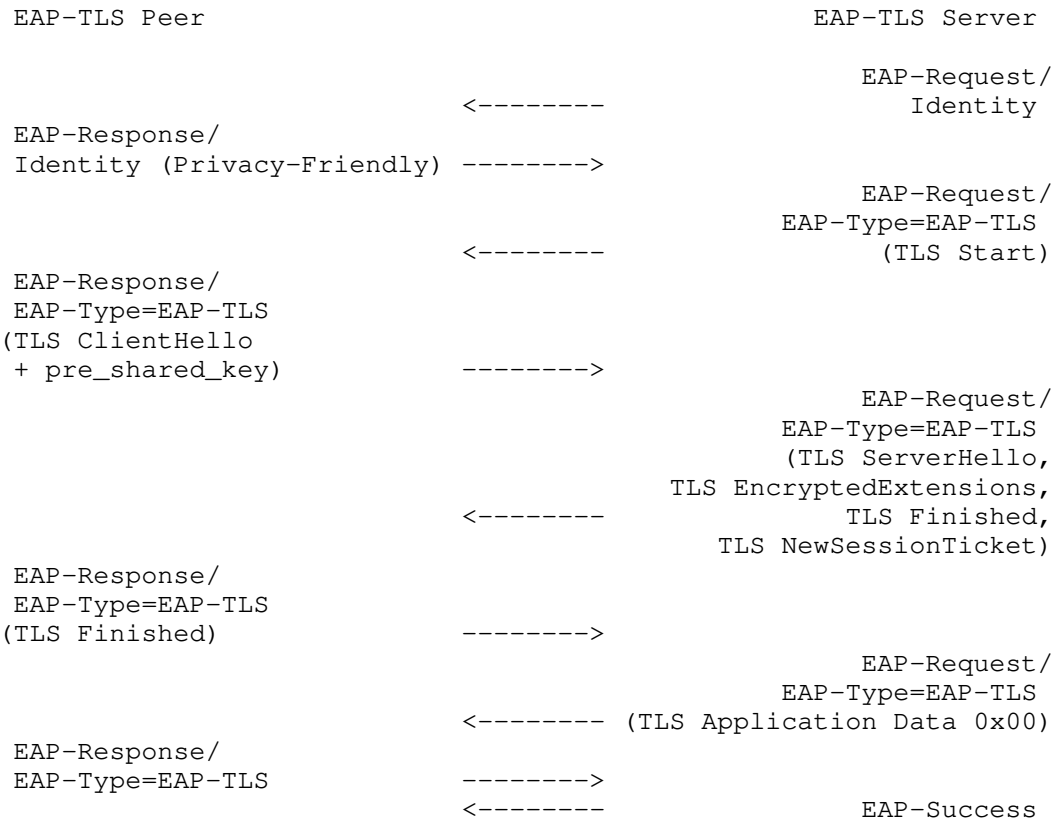 EAP-TLS Peer                                      EAP-TLS Server
EAP-Request/
<--------                   Identity
EAP-Response/
Identity (Privacy-Friendly) -------->
EAP-Request/
EAP-Type=EAP-TLS
<--------                (TLS Start)
EAP-Response/
EAP-Type=EAP-TLS
(TLS ClientHello
+ pre_shared_key)           -------->
EAP-Request/
EAP-Type=EAP-TLS
(TLS ServerHello,
TLS EncryptedExtensions,
<--------              TLS Finished,
TLS NewSessionTicket)
EAP-Response/
EAP-Type=EAP-TLS
(TLS Finished)              -------->
EAP-Request/
EAP-Type=EAP-TLS
<-------- (TLS Application Data 0x00)
EAP-Response/
EAP-Type=EAP-TLS            -------->
<--------                EAP-Success